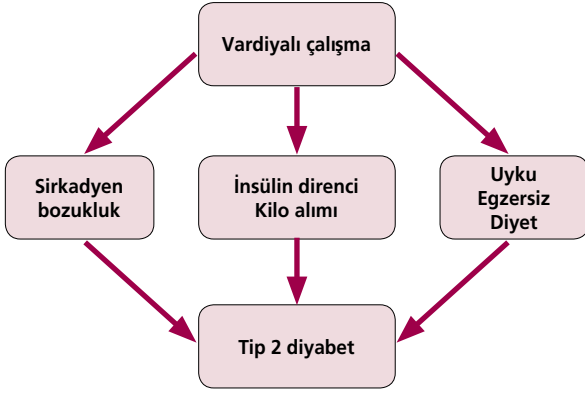 Vardiyalı çalışma
Sirkadyen
bozukluk
İnsülin direnci
Kilo alımı
Uyku
Egzersiz
Diyet
Tip 2 diyabet